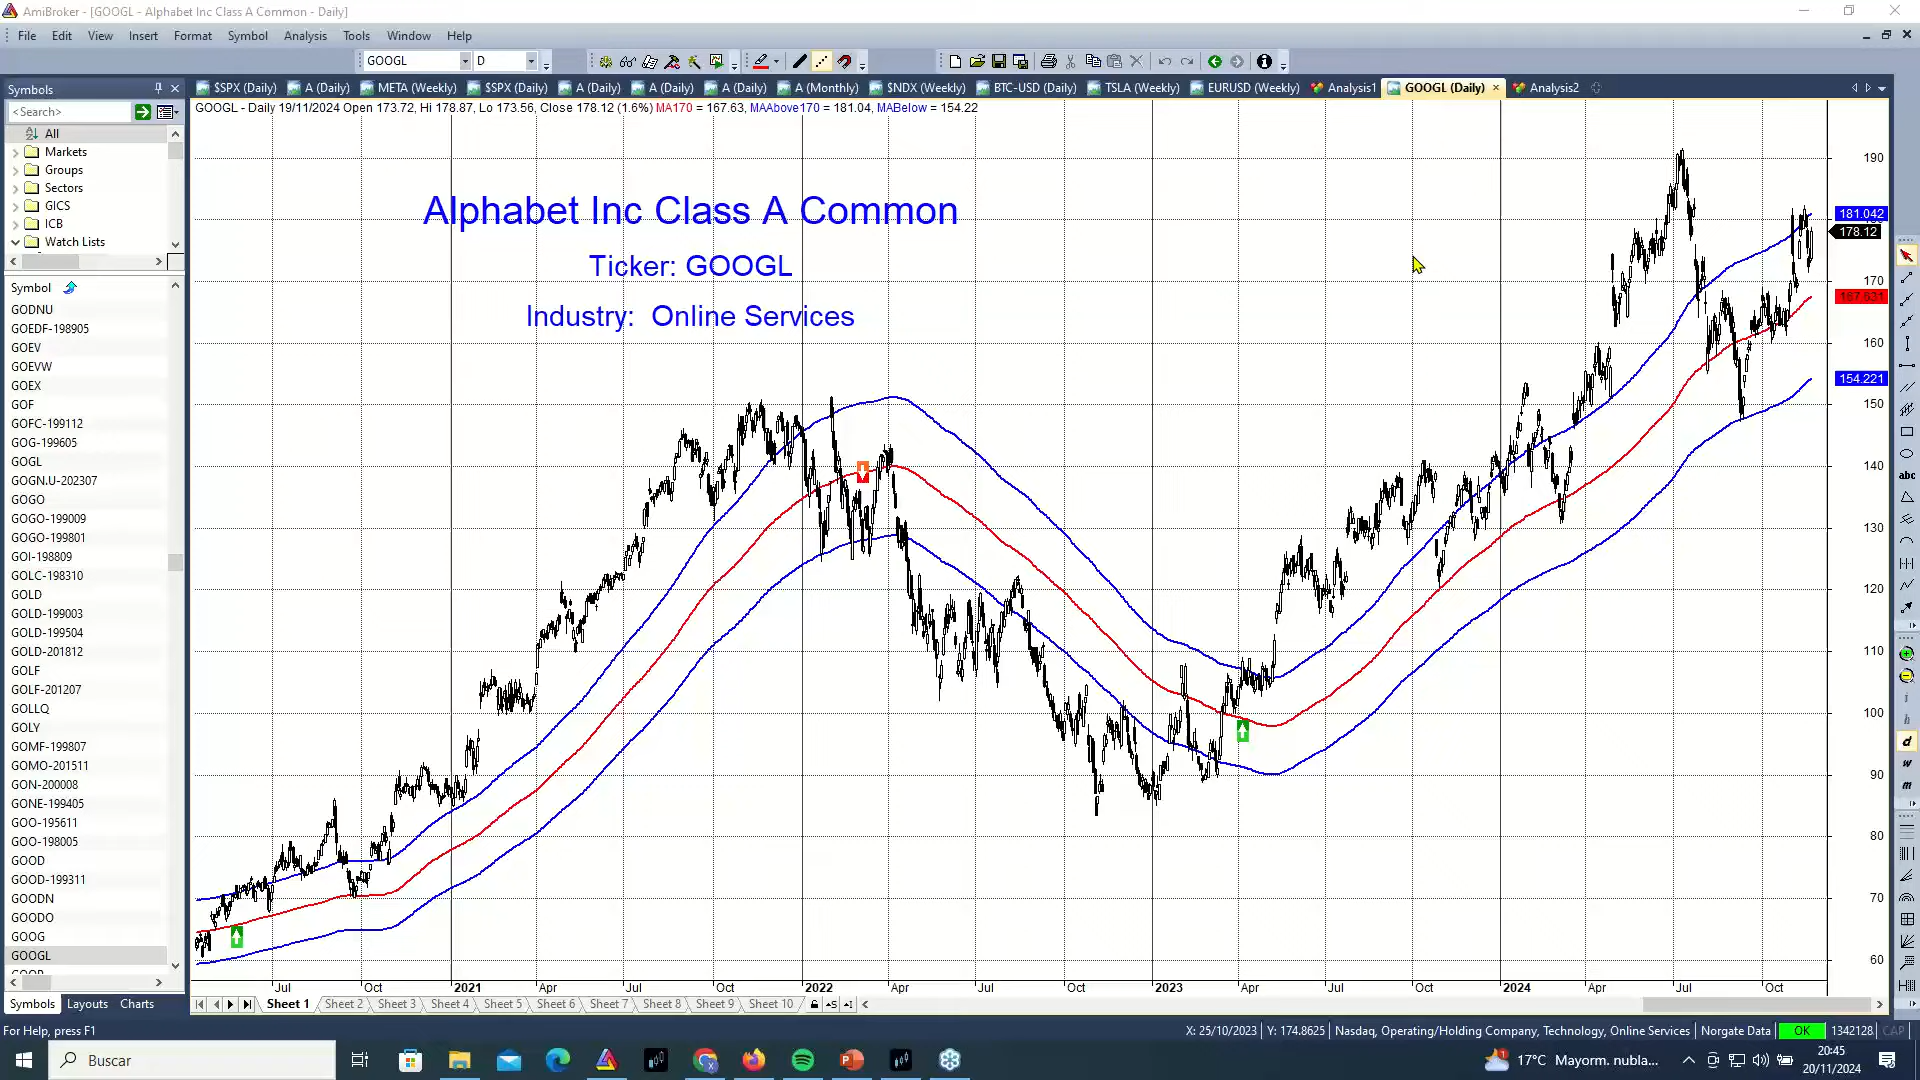 AmiBroker - [GOOGL - Alphabet Inc Class A Common - Daily]
File Edit View Insert Format Symbol Analysis Tools Window Help
GOOGL D
Symbols
$SPX (Daily) A (Daily) META (Weekly) $SPX (Daily) A (Daily) A (Daily) A (Daily) A (Monthly) $NDX (Weekly) BTC-USD (Daily) TSLA (Weekly) EURUSD (Weekly) Analysis1 GOOGL (Daily) Analysis2
<Search>
GOOGL - Daily 19/11/2024 Open 173.72, Hi 178.87, Lo 173.56, Close 178.12 (1.6%) MA170 = 167.63, MAAbove170 = 181.04, MABelow = 154.22
All
Markets
Groups
Sectors
GICS
ICB
Watch Lists
Symbol
GODNU
GOEDF-198905
GOEV
GOEVW
GOEX
GOF
GOFC-199112
GOG-199605
GOGL
GOGN.U-202307
GOGO
GOGO-199009
GOGO-199801
GOI-198809
GOLC-198310
GOLD
GOLD-199003
GOLD-199504
GOLD-201812
GOLF
GOLF-201207
GOLLQ
GOLY
GOMF-199807
GOMO-201511
GON-200008
GONE-199405
GOO-195611
GOO-198005
GOOD
GOOD-199311
GOODN
GOODO
GOOG
GOOGL
Alphabet Inc Class A Common
Ticker: GOOGL
Industry: Online Services
190
181.042
178.12
170
167.631
160
154.221
150
140
130
120
110
100
90
80
70
60
abc
d
w
m
Jul Oct 2021 Apr Jul Oct 2022 Apr Jul Oct 2023 Apr Jul Oct 2024 Apr Jul Oct
Symbols Layouts Charts
Sheet 1 Sheet 2 Sheet 3 Sheet 4 Sheet 5 Sheet 6 Sheet 7 Sheet 8 Sheet 9 Sheet 10
For Help, press F1
X: 25/10/2023 Y: 174.8625 Nasdaq, Operating/Holding Company, Technology, Online Services Norgate Data OK 1342128 CAP
Buscar
17°C Mayorm. nubla...
20:45
20/11/2024